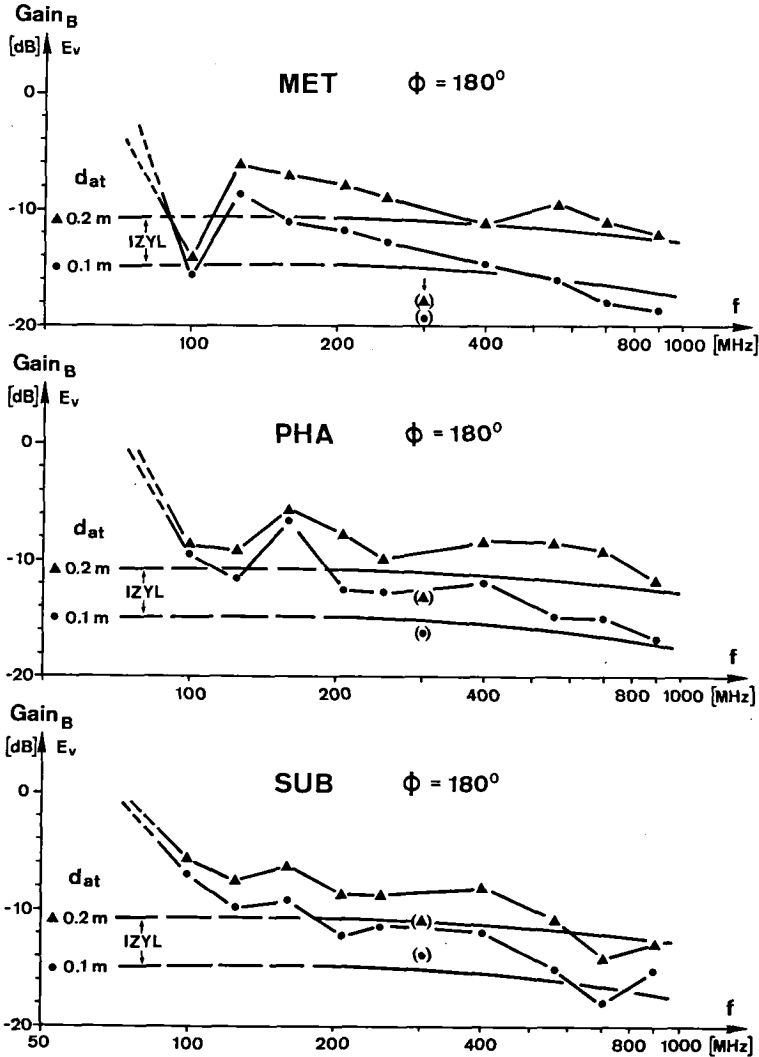 Gain_B
[dB] E_v
MET Φ = 180°
0
d_at
-10
▲ 0.2 m
IZYL
● 0.1 m
-20
f
100 200 400 800 1000 [MHz]
Gain_B
[dB] E_v
PHA Φ = 180°
0
d_at
-10
▲ 0.2 m
IZYL
● 0.1 m
-20
f
100 200 400 800 1000 [MHz]
Gain_B
[dB] E_v
SUB Φ = 180°
0
d_at
-10
▲ 0.2 m
IZYL
● 0.1 m
-20
f
50 100 200 400 800 1000 [MHz]